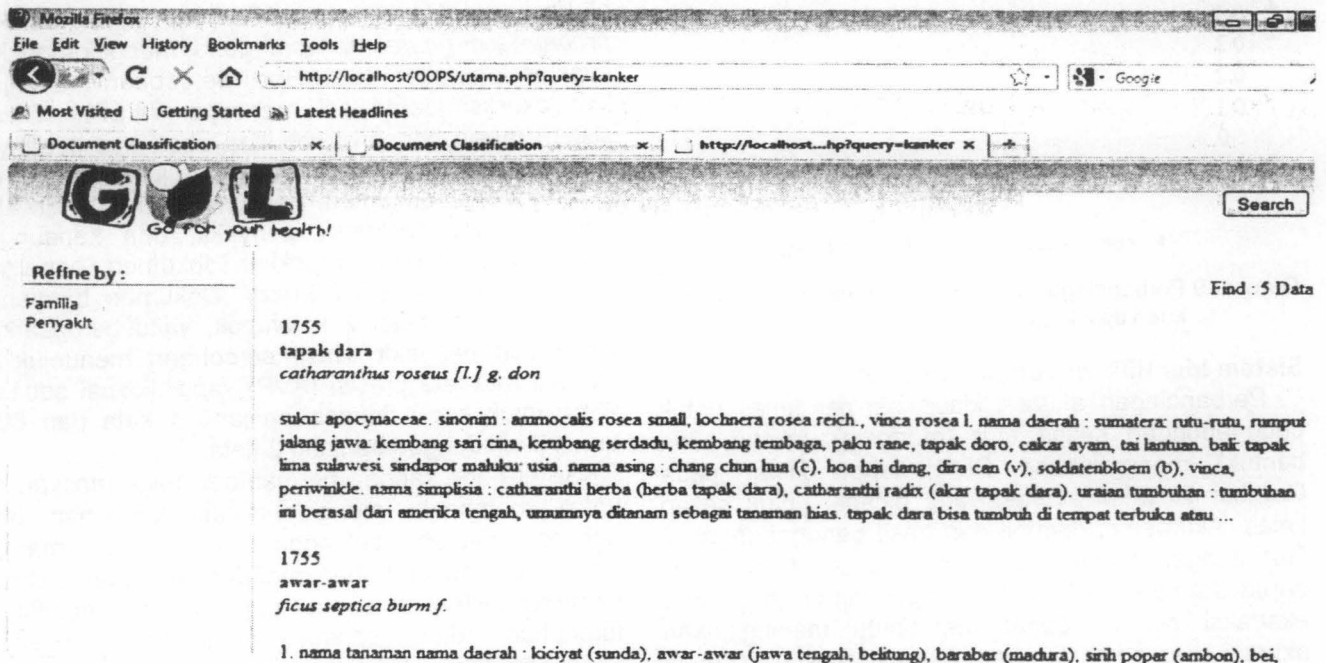 Mozilla Firefox
File Edit View History Bookmarks Tools Help
http://localhost/OOPS/utama.php?query=kanker
Google
Most Visited Getting Started Latest Headlines
Document Classification × Document Classification × http://localhost...hp?query=kanker ×
Go for your health!
Search
Refine by :
Familia
Penyakit
Find : 5 Data
1755
tapak dara
catharanthus roseus [l.] g. don
suku : apocynaceae. sinonim : ammocalis rosea small, lochnera rosea reich., vinca rosea l. nama daerah : sumatera: rutu-rutu, rumput
jalang jawa: kembang sari cina, kembang serdadu, kembang tembaga, paku rane, tapak doro, cakar ayam, tai lantuan. bali: tapak
lima sulawesi. sindapor maluku: usia. nama asing : chang chun hua (c), hoa hai dang, dira can (v), soldatenbloem (b), vinca,
periwinkle. nama simplisia : catharanthi herba (herba tapak dara), catharanthi radix (akar tapak dara). uraian tumbuhan : tumbuhan
ini berasal dari amerika tengah, umumnya ditanam sebagai tanaman hias. tapak dara bisa tumbuh di tempat terbuka atau ...
1755
awar-awar
ficus septica burm f.
1. nama tanaman nama daerah : kiciyat (sunda), awar-awar (jawa tengah, belitung), barabar (madura), sirih popar (ambon), bei,